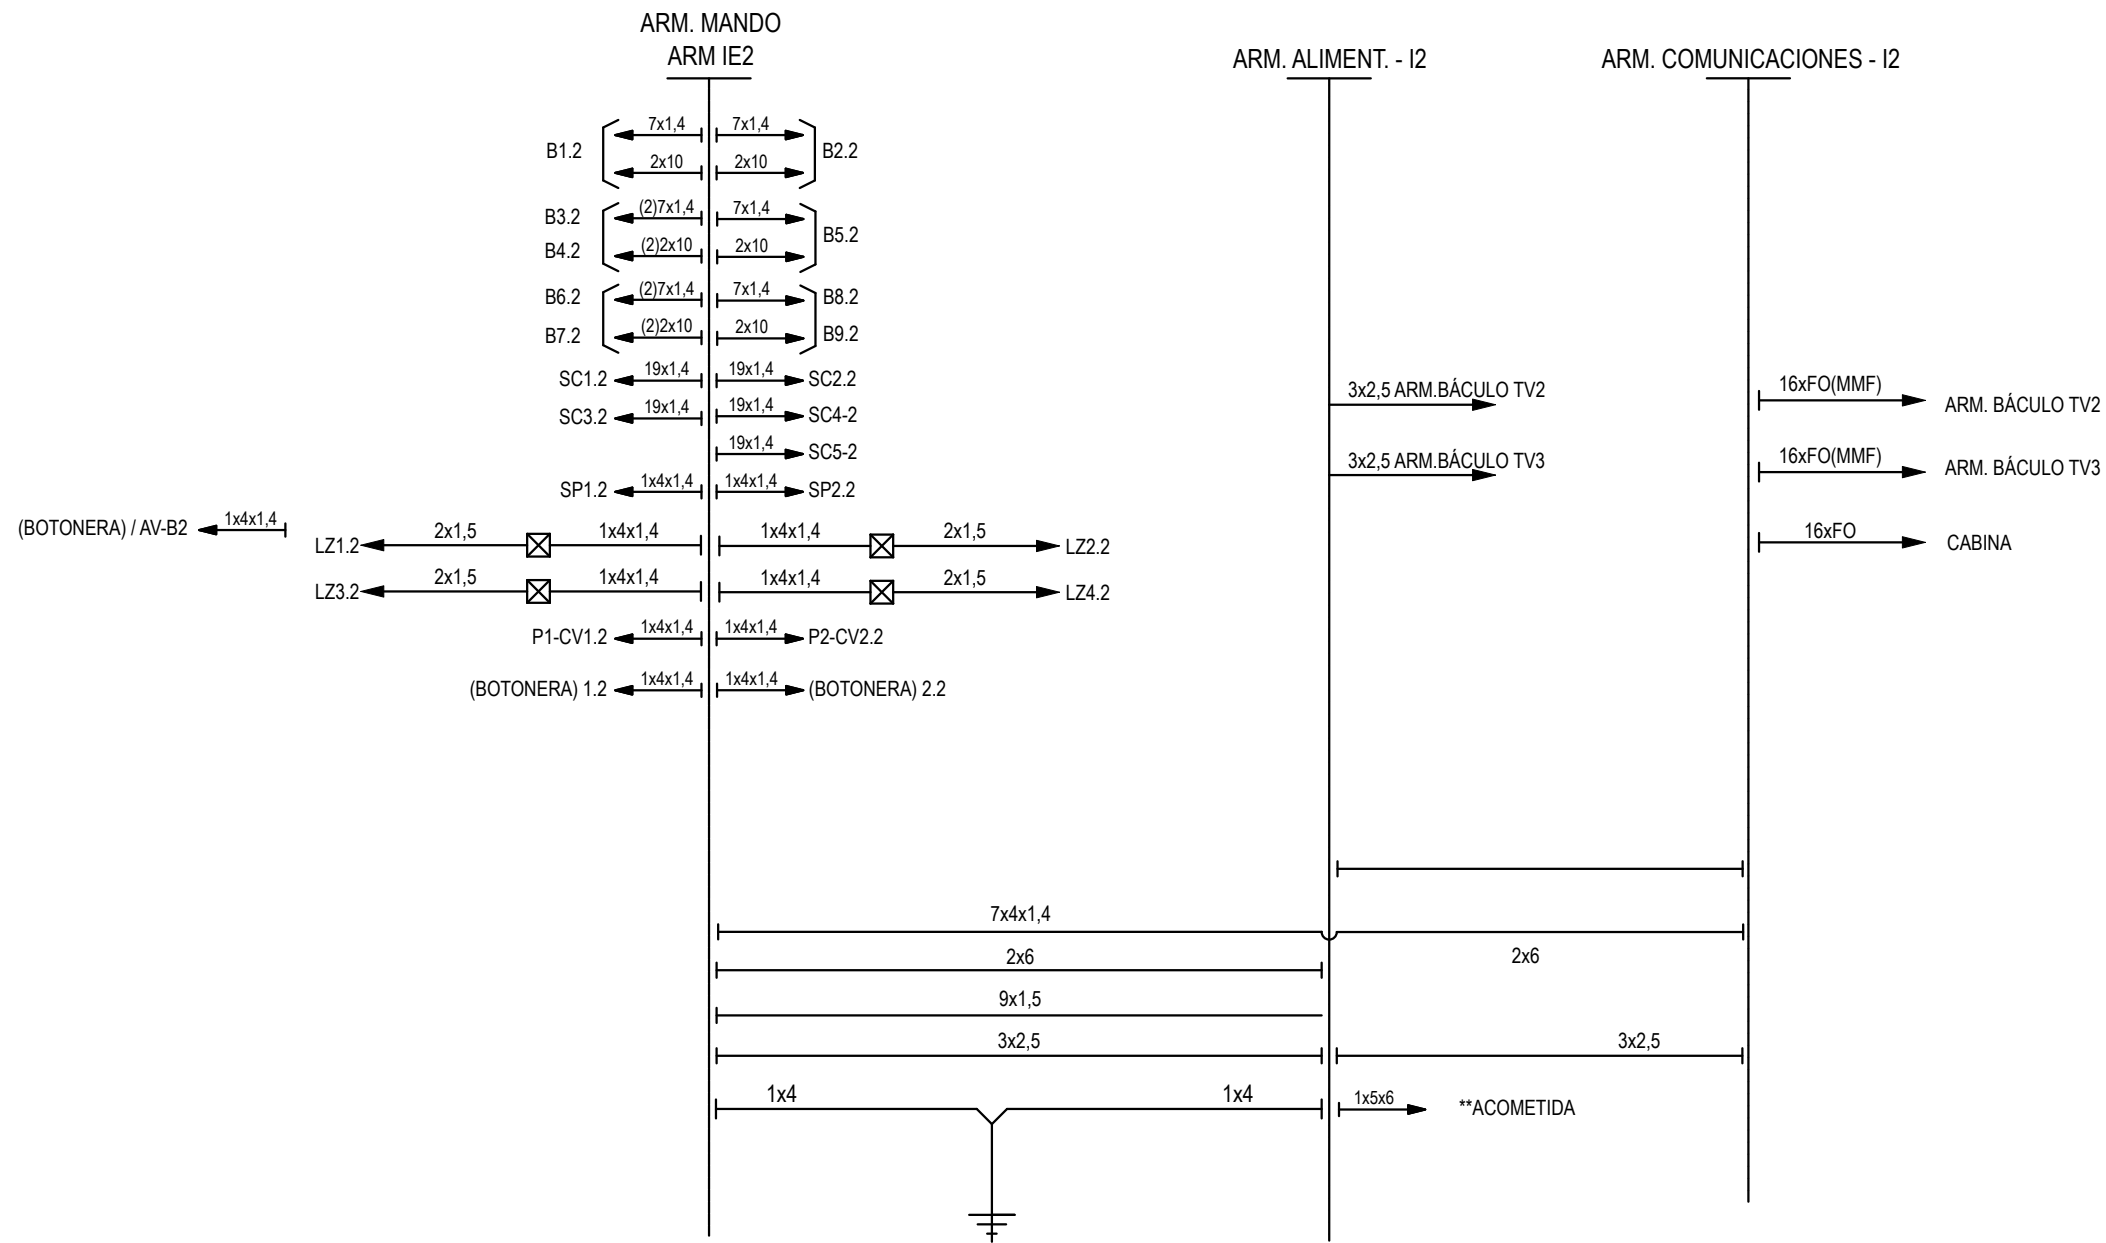 ARM. MANDO
ARM IE2
ARM. ALIMENT. - I2
ARM. COMUNICACIONES - I2
7x1,4 7x1,4
B1.2 B2.2
2x10 2x10
B3.2 (2)7x1,4 7x1,4
B5.2
B4.2 (2)2x10 2x10
B6.2 (2)7x1,4 7x1,4 B8.2
B7.2 (2)2x10 2x10 B9.2
SC1.2 19x1,4 19x1,4 SC2.2
SC3.2 19x1,4 19x1,4 SC4-2
19x1,4 SC5-2
SP1.2 1x4x1,4 1x4x1,4 SP2.2
(BOTONERA) / AV-B2 1x4x1,4
LZ1.2 2x1,5 1x4x1,4 1x4x1,4 2x1,5 LZ2.2
LZ3.2 2x1,5 1x4x1,4 1x4x1,4 2x1,5 LZ4.2
P1-CV1.2 1x4x1,4 1x4x1,4 P2-CV2.2
(BOTONERA) 1.2 1x4x1,4 1x4x1,4 (BOTONERA) 2.2
3x2,5 ARM.BÁCULO TV2
3x2,5 ARM.BÁCULO TV3
16xFO(MMF) ARM. BÁCULO TV2
16xFO(MMF) ARM. BÁCULO TV3
16xFO CABINA
7x4x1,4
2x6 2x6
9x1,5
3x2,5 3x2,5
1x4 1x4 1x5x6 **ACOMETIDA